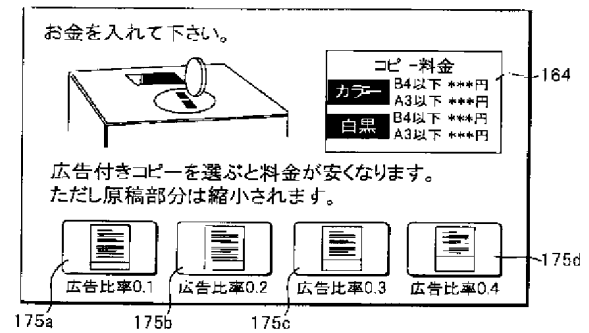 お金を入れて下さい。
コピー料金
カラー B4以下 ***円
A3以下 ***円
白黒 B4以下 ***円
A3以下 ***円
164
広告付きコピーを選ぶと料金が安くなります。
ただし原稿部分は縮小されます。
175d
広告比率0.1 広告比率0.2 広告比率0.3 広告比率0.4
175a 175b 175c